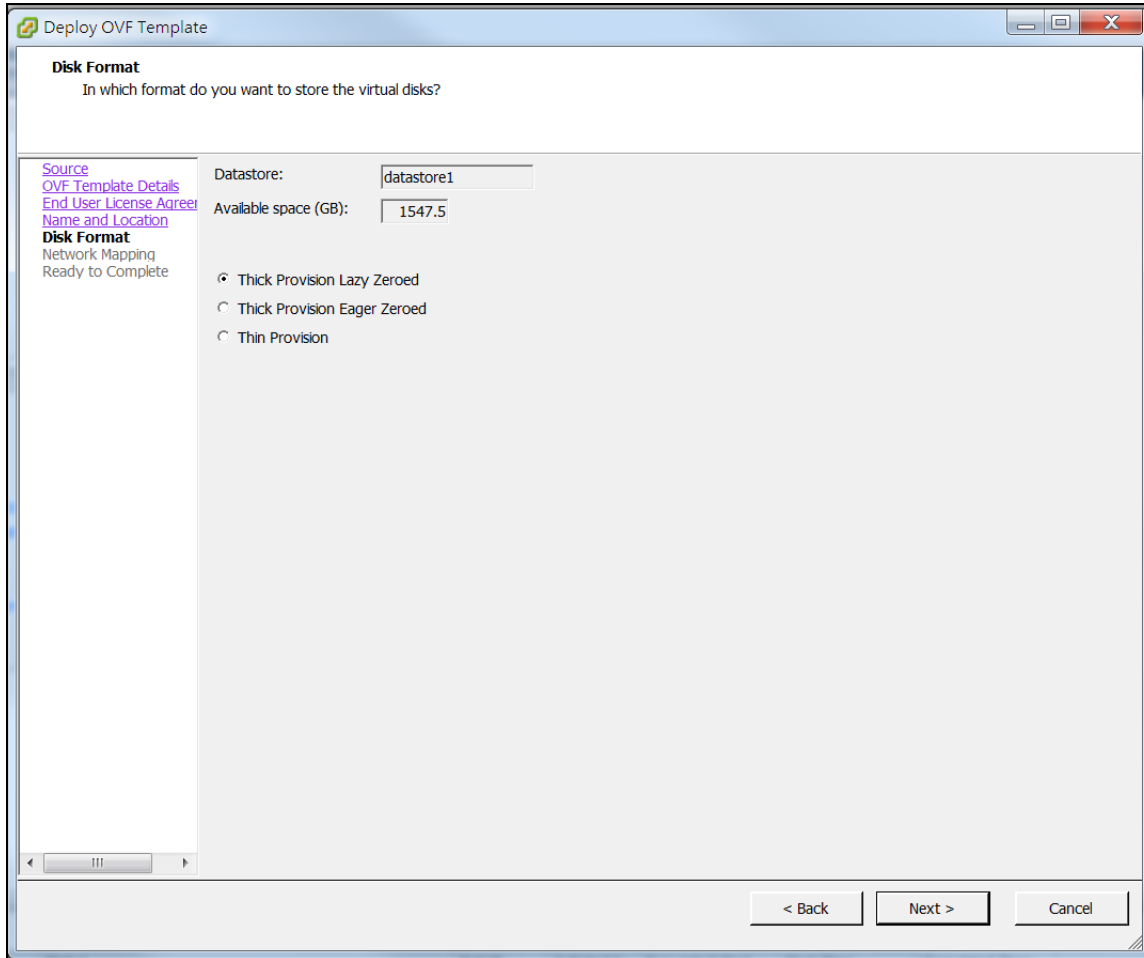 Deploy OVF Template
Disk Format
In which format do you want to store the virtual disks?
Source
OVF Template Details
End User License Agreer
Name and Location
Disk Format
Network Mapping
Ready to Complete
Datastore: datastore1
Available space (GB): 1547.5
Thick Provision Lazy Zeroed
Thick Provision Eager Zeroed
Thin Provision
< Back Next > Cancel